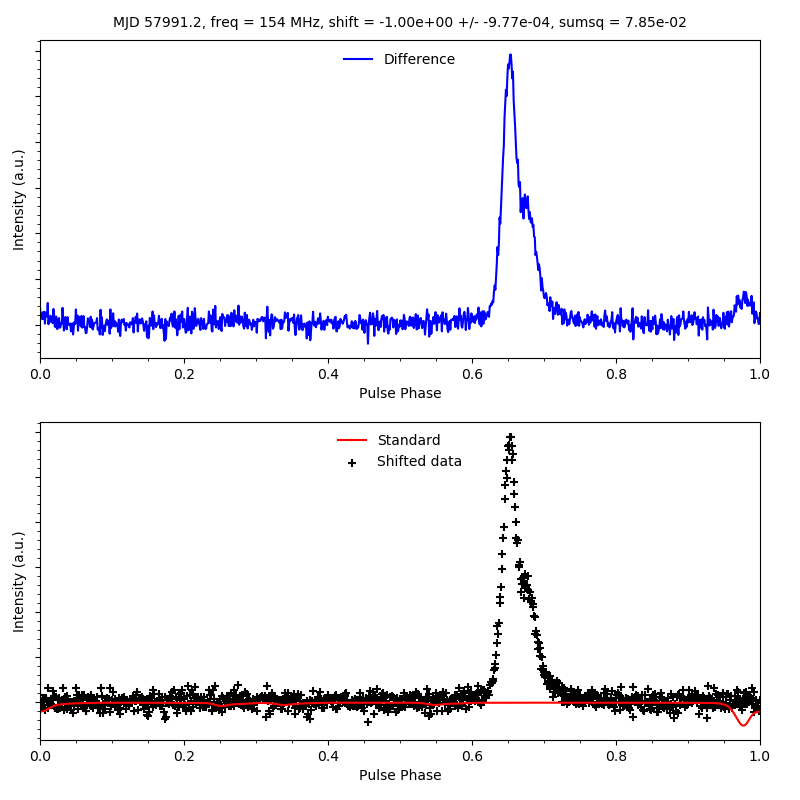 MJD 57991.2, freq = 154 MHz, shift = -1.00e+00 +/- -9.77e-04, sumsq = 7.85e-02
Difference
Intensity (a.u.)
0.0 0.2 0.4 0.6 0.8 1.0
Pulse Phase
Standard
Shifted data
Intensity (a.u.)
0.0 0.2 0.4 0.6 0.8 1.0
Pulse Phase